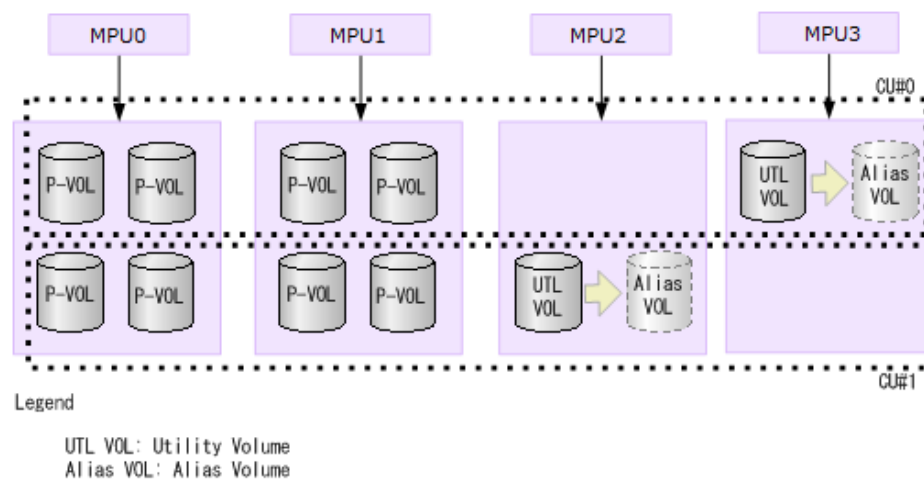 MPU0 MPU1 MPU2 MPU3
CU#0
P-VOL P-VOL P-VOL P-VOL UTL VOL Alias VOL
P-VOL P-VOL P-VOL P-VOL UTL VOL Alias VOL
CU#1
Legend
UTL VOL: Utility Volume
Alias VOL: Alias Volume